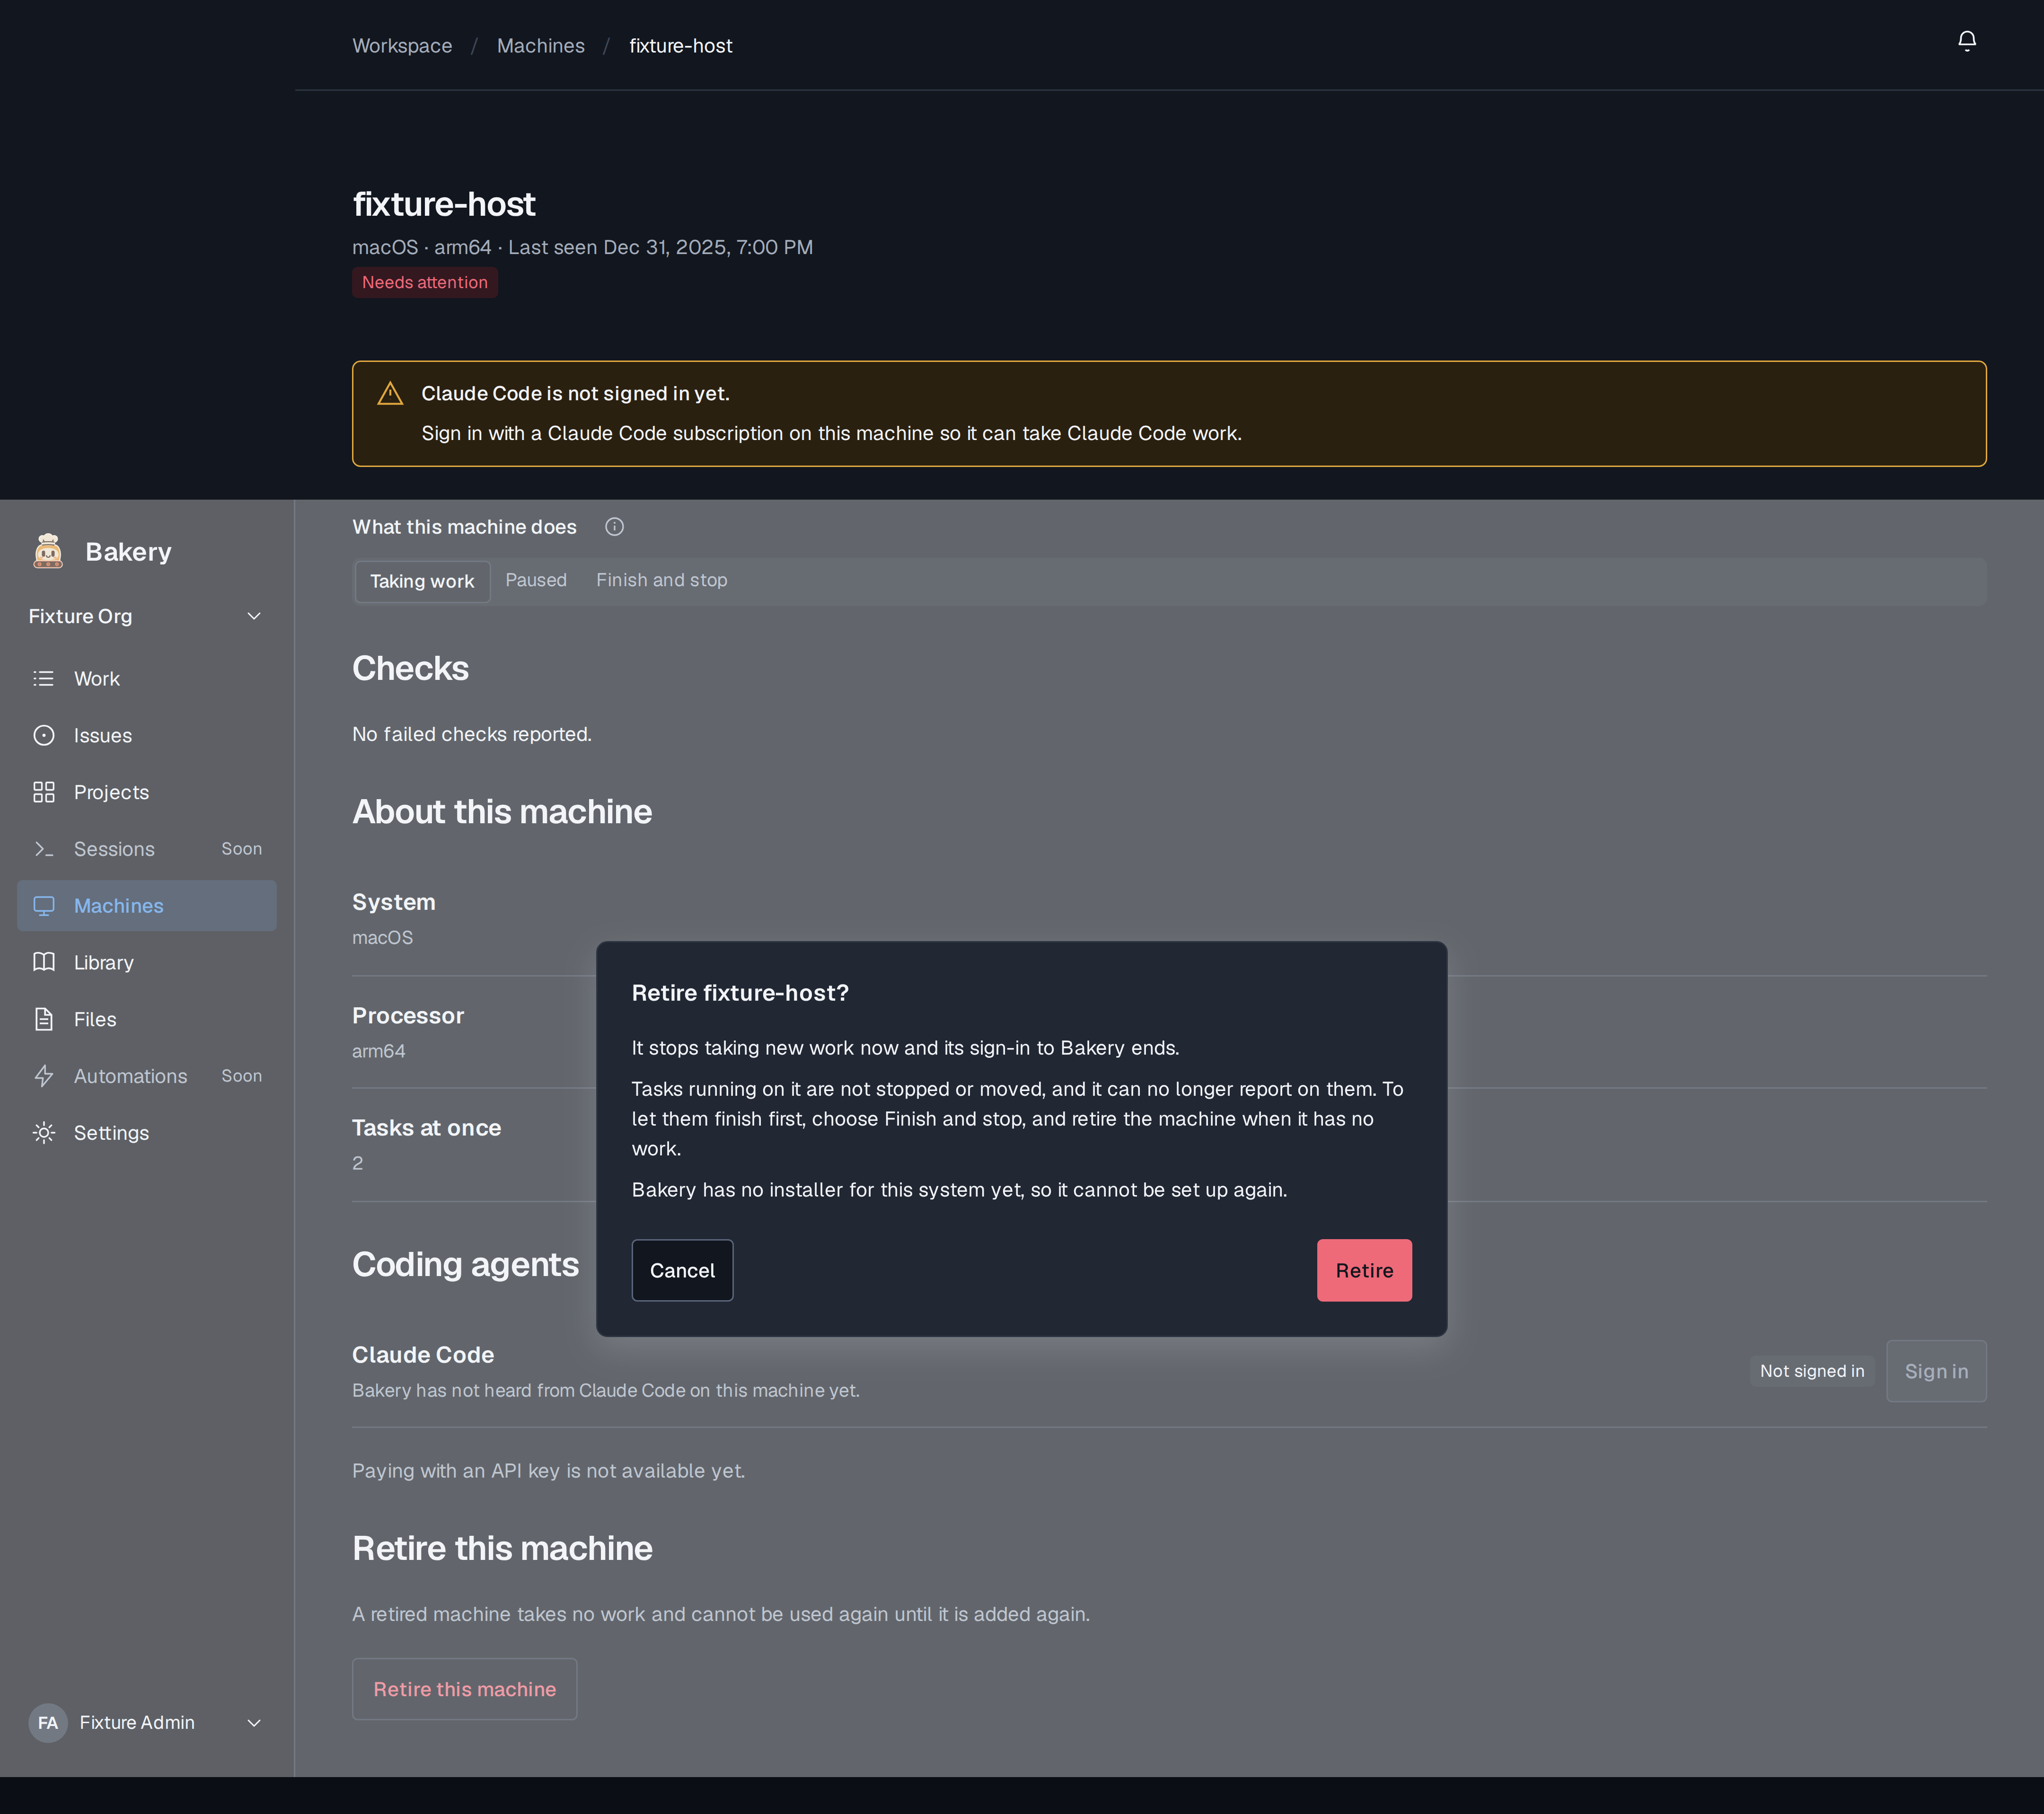 Workspace / Machines / fixture-host
fixture-host
macOS · arm64 · Last seen Dec 31, 2025, 7:00 PM
Needs attention
Claude Code is not signed in yet.
Sign in with a Claude Code subscription on this machine so it can take Claude Code work.
Bakery
Fixture Org
Work
Issues
Projects
Sessions Soon
Machines
Library
Files
Automations Soon
Settings
FA Fixture Admin
What this machine does
Taking work Paused Finish and stop
Checks
No failed checks reported.
About this machine
System
macOS
Processor
arm64
Tasks at once
2
Retire fixture-host?
It stops taking new work now and its sign-in to Bakery ends.
Tasks running on it are not stopped or moved, and it can no longer report on them. To
let them finish first, choose Finish and stop, and retire the machine when it has no
work.
Bakery has no installer for this system yet, so it cannot be set up again.
Cancel Retire
Coding agents
Claude Code
Bakery has not heard from Claude Code on this machine yet.
Not signed in Sign in
Paying with an API key is not available yet.
Retire this machine
A retired machine takes no work and cannot be used again until it is added again.
Retire this machine